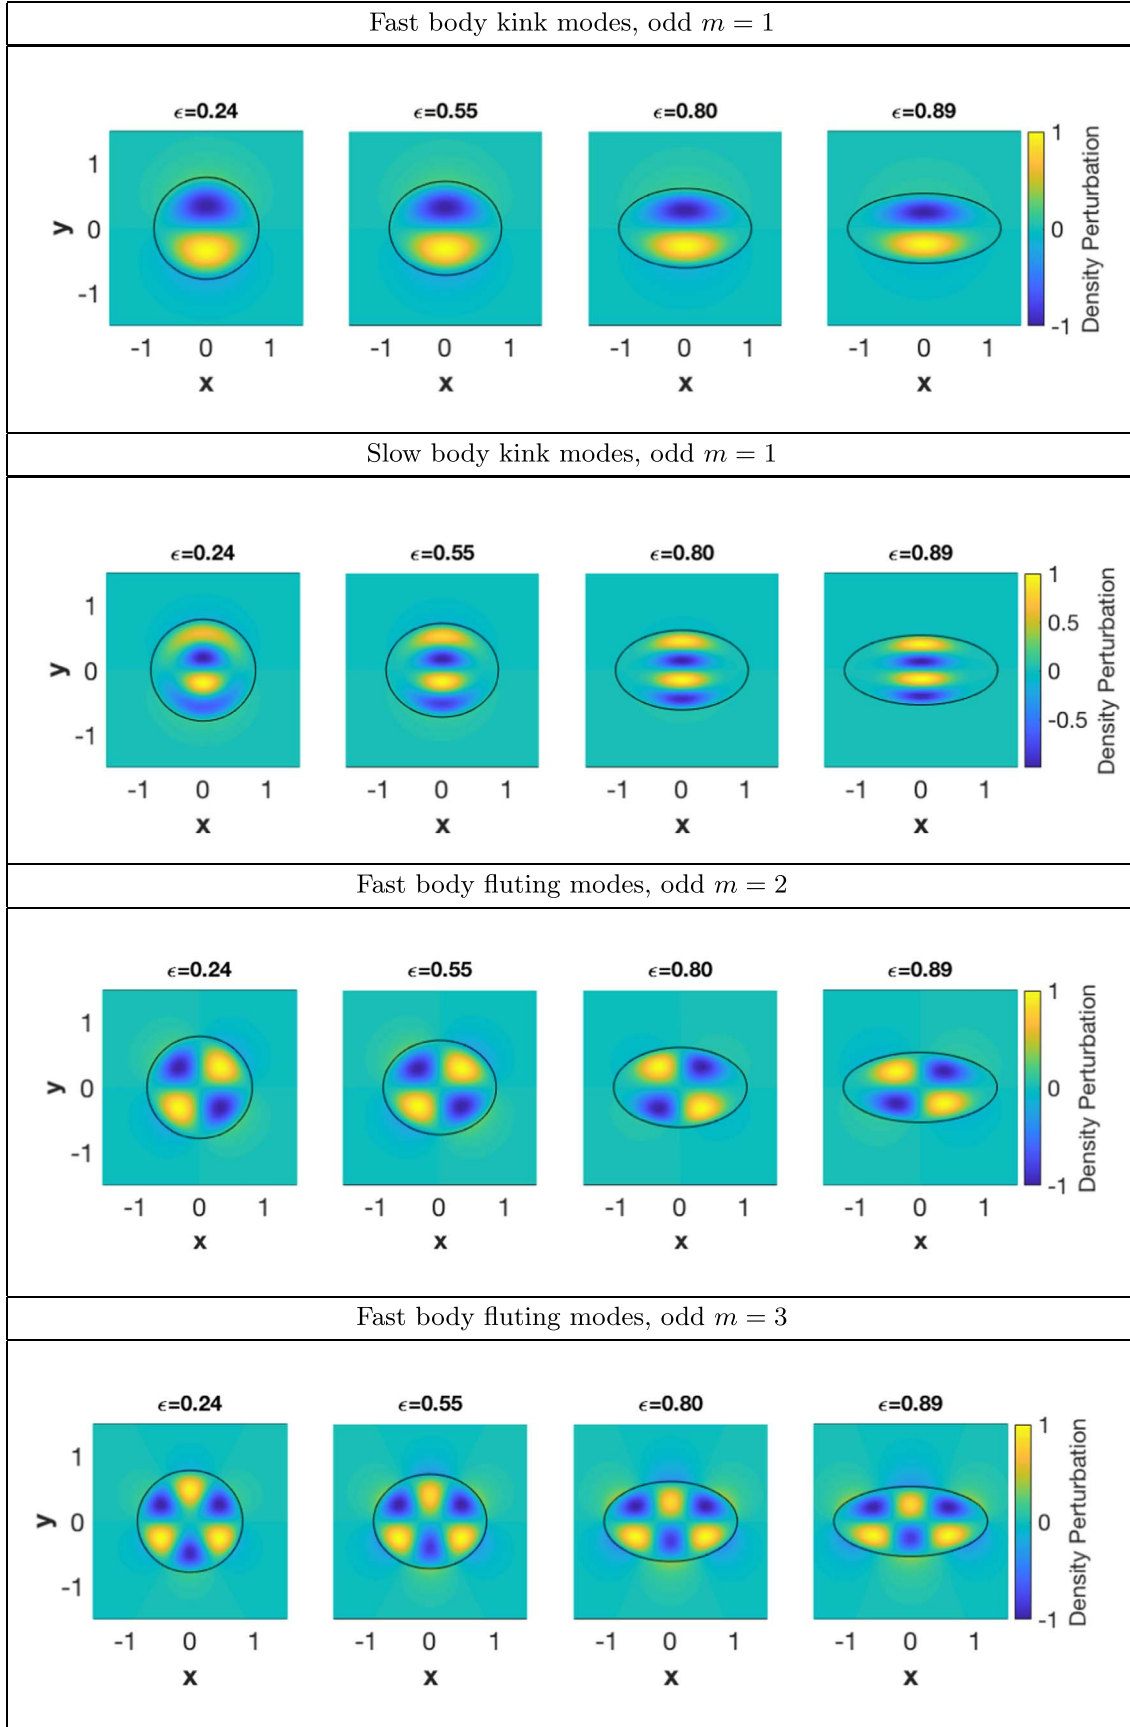 Fast body kink modes, odd m = 1
ϵ=0.24 ϵ=0.55 ϵ=0.80 ϵ=0.89
1
0
-1
y
-1 0 1 -1 0 1 -1 0 1 -1 0 1
x x x x
1
0
-1
Density Perturbation
Slow body kink modes, odd m = 1
ϵ=0.24 ϵ=0.55 ϵ=0.80 ϵ=0.89
1
0
-1
y
-1 0 1 -1 0 1 -1 0 1 -1 0 1
x x x x
1
0.5
0
-0.5
Density Perturbation
Fast body fluting modes, odd m = 2
ϵ=0.24 ϵ=0.55 ϵ=0.80 ϵ=0.89
1
0
-1
y
-1 0 1 -1 0 1 -1 0 1 -1 0 1
x x x x
1
0
-1
Density Perturbation
Fast body fluting modes, odd m = 3
ϵ=0.24 ϵ=0.55 ϵ=0.80 ϵ=0.89
1
0
-1
y
-1 0 1 -1 0 1 -1 0 1 -1 0 1
x x x x
1
0
-1
Density Perturbation